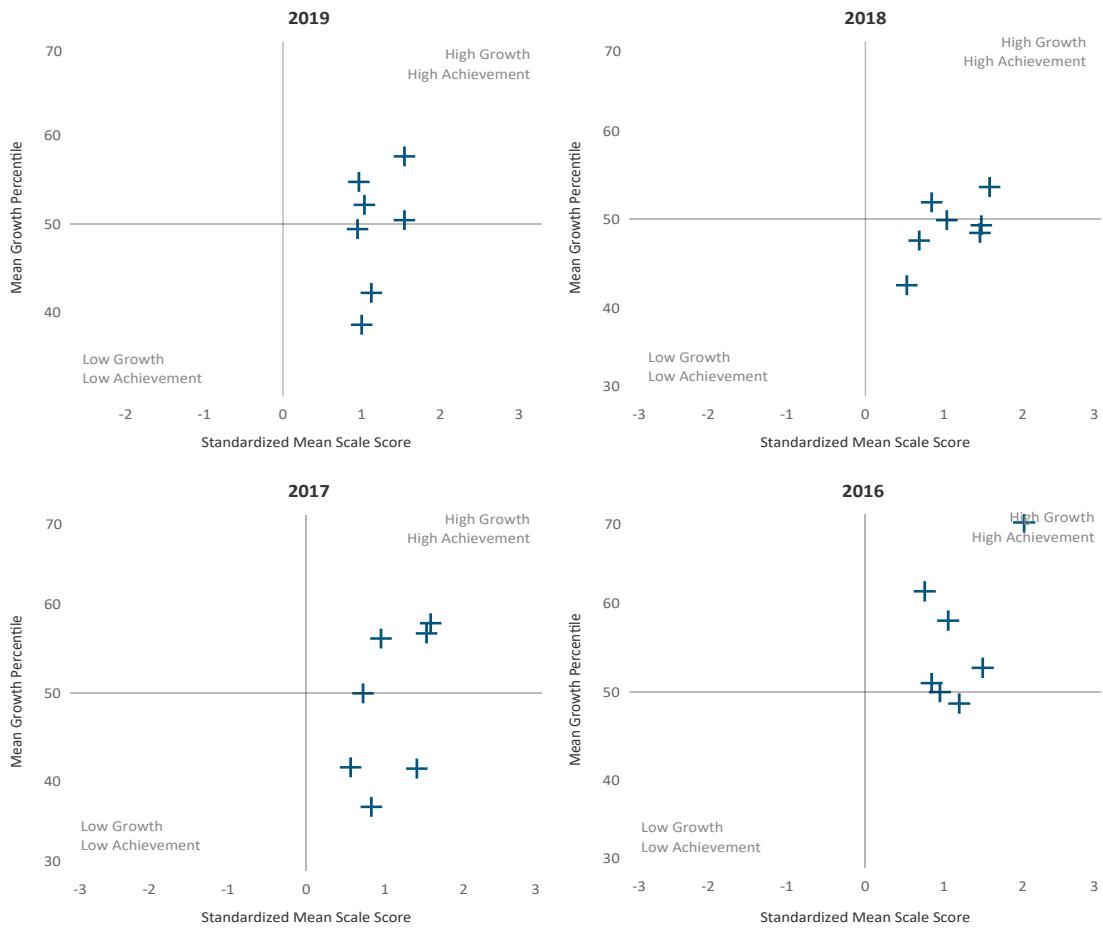 2019
High Growth
High Achievement
Mean Growth Percentile
70
60
50
40
Low Growth
Low Achievement
-2 -1 0 1 2 3
Standardized Mean Scale Score
2018
High Growth
High Achievement
Mean Growth Percentile
70
60
50
40
30
Low Growth
Low Achievement
-3 -2 -1 0 1 2 3
Standardized Mean Scale Score
2017
High Growth
High Achievement
Mean Growth Percentile
70
60
50
40
30
Low Growth
Low Achievement
-3 -2 -1 0 1 2 3
Standardized Mean Scale Score
2016
High Growth
High Achievement
Mean Growth Percentile
70
60
50
40
30
Low Growth
Low Achievement
-3 -2 -1 0 1 2 3
Standardized Mean Scale Score